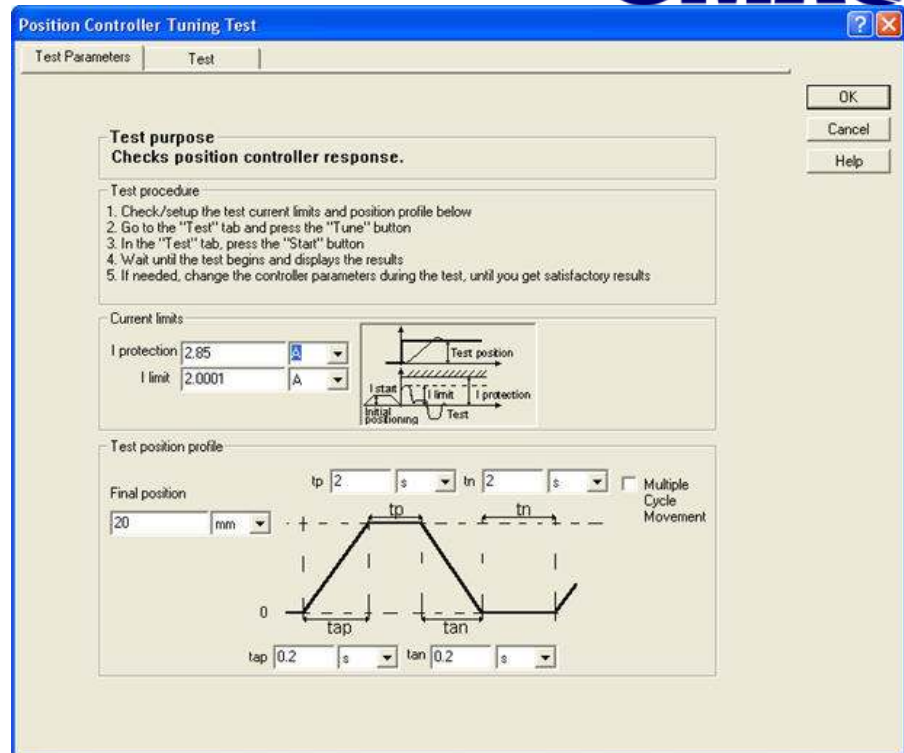 Position Controller Tuning Test
Test Parameters
Test
OK
Cancel
Help
Test purpose
Checks position controller response.
Test procedure
1. Check/setup the test current limits and position profile below
2. Go to the "Test" tab and press the "Tune" button
3. In the "Test" tab, press the "Start" button
4. Wait until the test begins and displays the results
5. If needed, change the controller parameters during the test, until you get satisfactory results
Current limits
I protection 2.85 A
I limit 2.0001 A
Test position
I start
I limit
I protection
Initial positioning
Test
Test position profile
tp 2 s tn 2 s
Multiple
Cycle
Movement
Final position
20 mm
tp
tn
0
tap
tan
tap 0.2 s tan 0.2 s